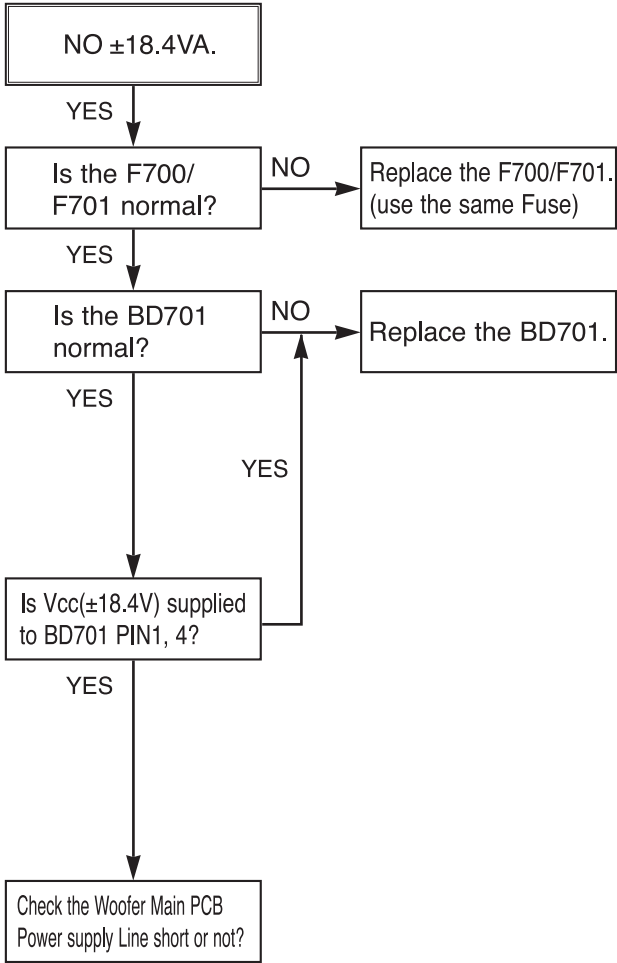 NO ±18.4VA.
YES
Is the F700/
F701 normal?
NO
Replace the F700/F701.
(use the same Fuse)
YES
Is the BD701
normal?
NO
Replace the BD701.
YES
YES
Is Vcc(±18.4V) supplied
to BD701 PIN1, 4?
YES
Check the Woofer Main PCB
Power supply Line short or not?